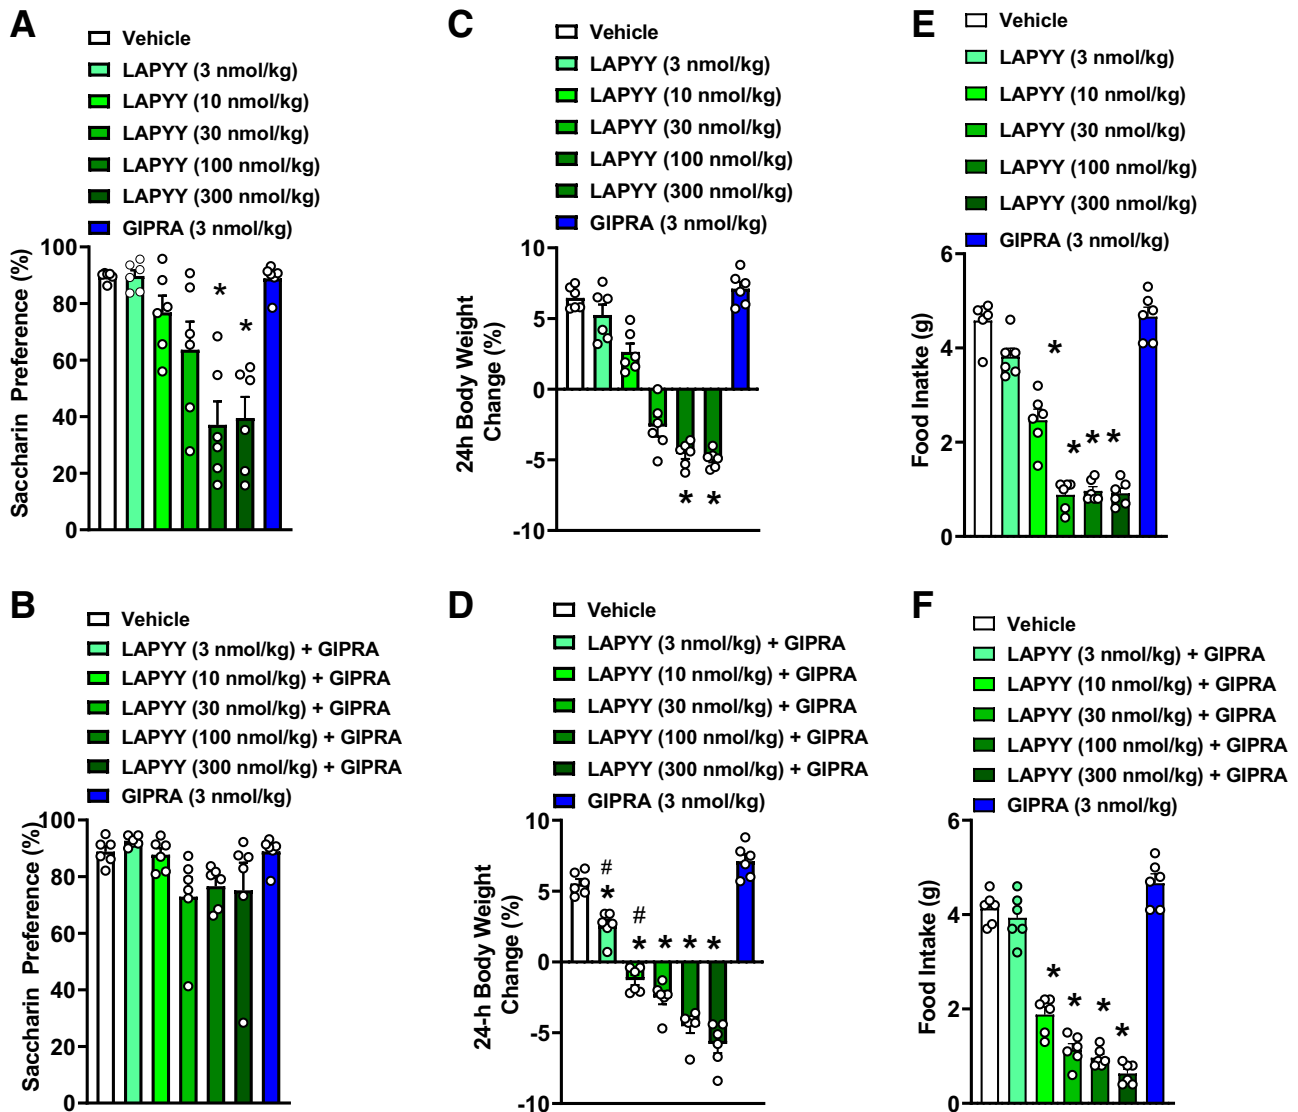 A
Vehicle
LAPYY (3 nmol/kg)
LAPYY (10 nmol/kg)
LAPYY (30 nmol/kg)
LAPYY (100 nmol/kg)
LAPYY (300 nmol/kg)
GIPRA (3 nmol/kg)
Saccharin Preference (%)
100
80
60
40
20
0
*
*
C
Vehicle
LAPYY (3 nmol/kg)
LAPYY (10 nmol/kg)
LAPYY (30 nmol/kg)
LAPYY (100 nmol/kg)
LAPYY (300 nmol/kg)
GIPRA (3 nmol/kg)
24h Body Weight
Change (%)
10
5
0
-5
-10
* *
E
Vehicle
LAPYY (3 nmol/kg)
LAPYY (10 nmol/kg)
LAPYY (30 nmol/kg)
LAPYY (100 nmol/kg)
LAPYY (300 nmol/kg)
GIPRA (3 nmol/kg)
Food Inatke (g)
6
4
2
0
*
* * *
B
Vehicle
LAPYY (3 nmol/kg) + GIPRA
LAPYY (10 nmol/kg) + GIPRA
LAPYY (30 nmol/kg) + GIPRA
LAPYY (100 nmol/kg) + GIPRA
LAPYY (300 nmol/kg) + GIPRA
GIPRA (3 nmol/kg)
Saccharin Preference (%)
100
80
60
40
20
0
D
Vehicle
LAPYY (3 nmol/kg) + GIPRA
LAPYY (10 nmol/kg) + GIPRA
LAPYY (30 nmol/kg) + GIPRA
LAPYY (100 nmol/kg) + GIPRA
LAPYY (300 nmol/kg) + GIPRA
GIPRA (3 nmol/kg)
24-h Body Weight
Change (%)
10
5
0
-5
-10
#
*
#
* * * *
F
Vehicle
LAPYY (3 nmol/kg) + GIPRA
LAPYY (10 nmol/kg) + GIPRA
LAPYY (30 nmol/kg) + GIPRA
LAPYY (100 nmol/kg) + GIPRA
LAPYY (300 nmol/kg) + GIPRA
GIPRA (3 nmol/kg)
Food Intake (g)
6
4
2
0
*
*
*
*